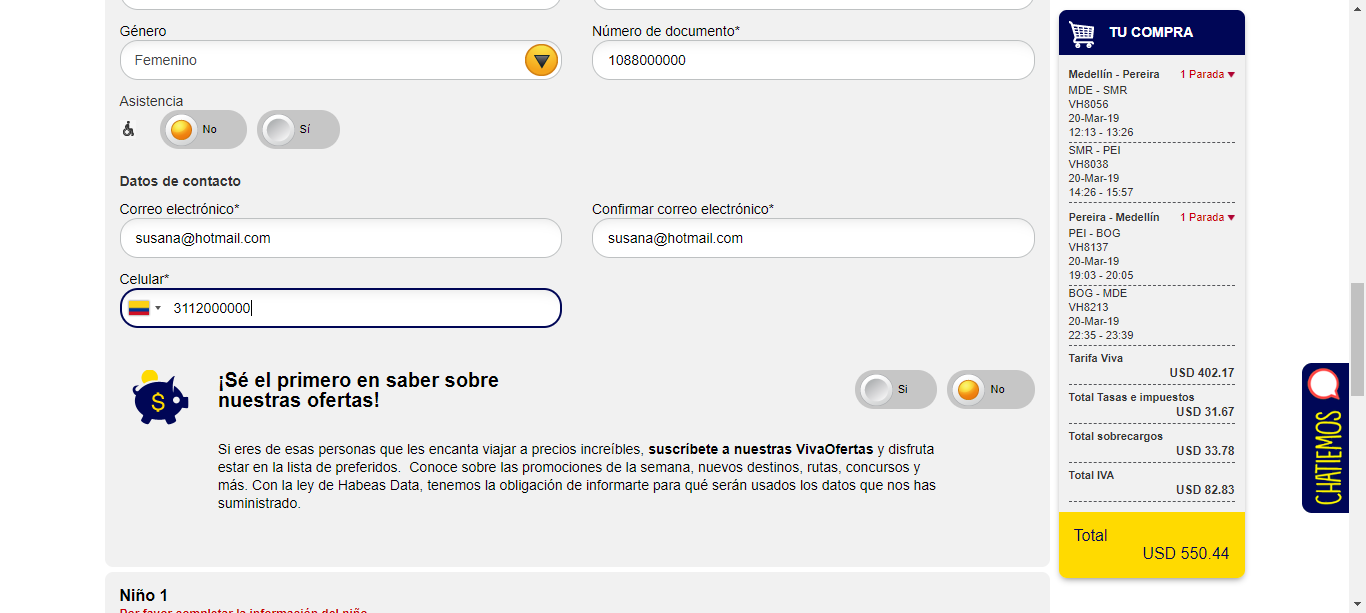 Género
Número de documento*
Femenino
1088000000
Asistencia
No
Sí
Datos de contacto
Correo electrónico*
Confirmar correo electrónico*
susana@hotmail.com
susana@hotmail.com
Celular*
3112000000
¡Sé el primero en saber sobre
nuestras ofertas!
Si
No
Si eres de esas personas que les encanta viajar a precios increíbles, suscríbete a nuestras VivaOfertas y disfruta
estar en la lista de preferidos. Conoce sobre las promociones de la semana, nuevos destinos, rutas, concursos y
más. Con la ley de Habeas Data, tenemos la obligación de informarte para qué serán usados los datos que nos has
suministrado.
Niño 1
Por favor completar la información del niño
TU COMPRA
Medellín - Pereira 1 Parada
MDE - SMR
VH8056
20-Mar-19
12:13 - 13:26
SMR - PEI
VH8038
20-Mar-19
14:26 - 15:57
Pereira - Medellín 1 Parada
PEI - BOG
VH8137
20-Mar-19
19:03 - 20:05
BOG - MDE
VH8213
20-Mar-19
22:35 - 23:39
Tarifa Viva
USD 402.17
Total Tasas e impuestos
USD 31.67
Total sobrecargos
USD 33.78
Total IVA
USD 82.83
Total
USD 550.44
CHATIEMOS